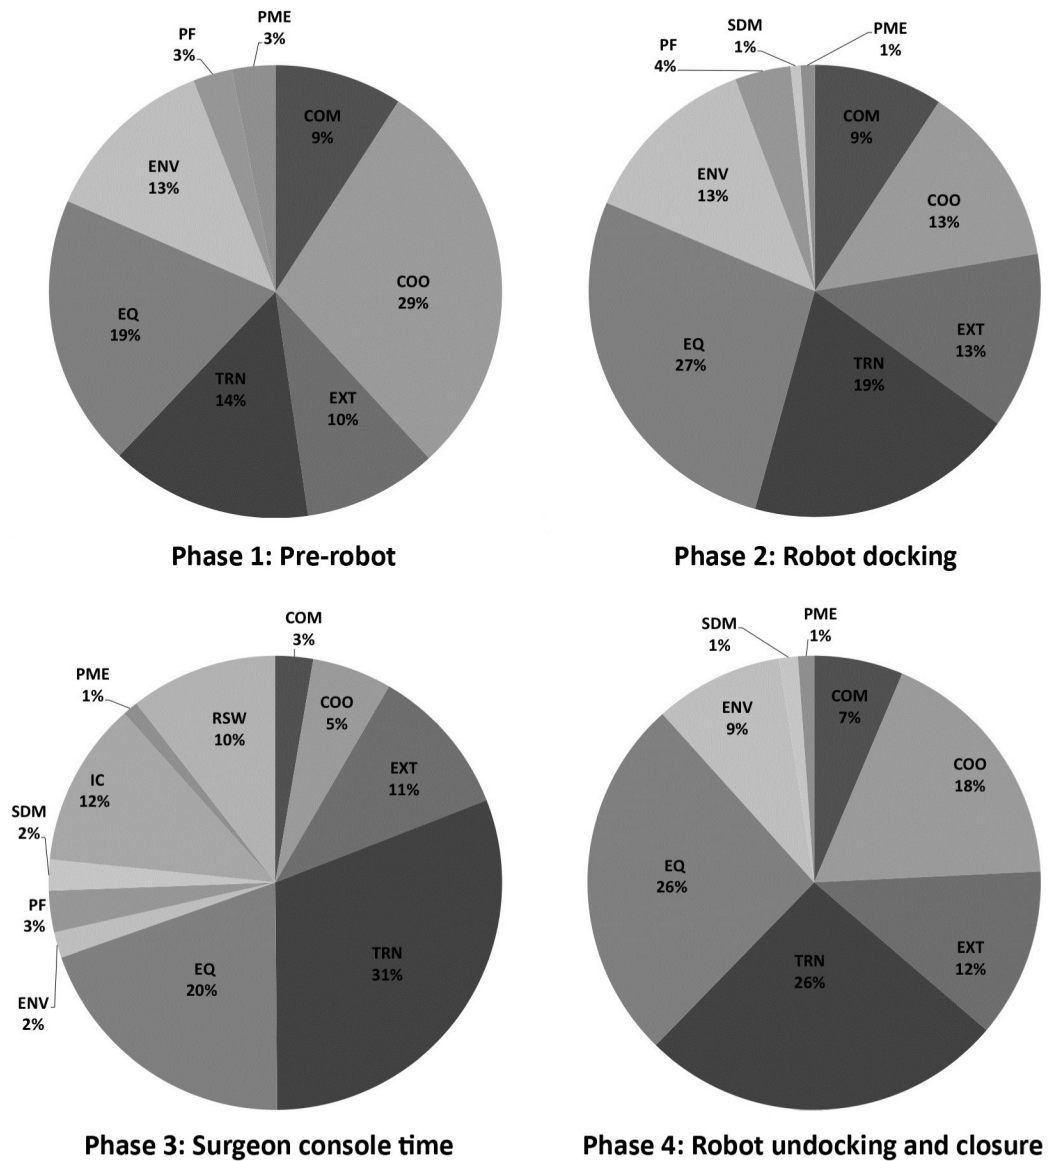 PME
3%
PF
3%
COM
9%
ENV
13%
COO
29%
EQ
19%
TRN
14%
EXT
10%
Phase 1: Pre-robot
SDM
1%
PME
1%
PF
4%
COM
9%
ENV
13%
COO
13%
EXT
13%
EQ
27%
TRN
19%
Phase 2: Robot docking
COM
3%
PME
1%
RSW
10%
COO
5%
EXT
11%
IC
12%
SDM
2%
PF
3%
TRN
31%
EQ
20%
ENV
2%
Phase 3: Surgeon console time
SDM
1%
PME
1%
COM
7%
ENV
9%
COO
18%
EQ
26%
EXT
12%
TRN
26%
Phase 4: Robot undocking and closure